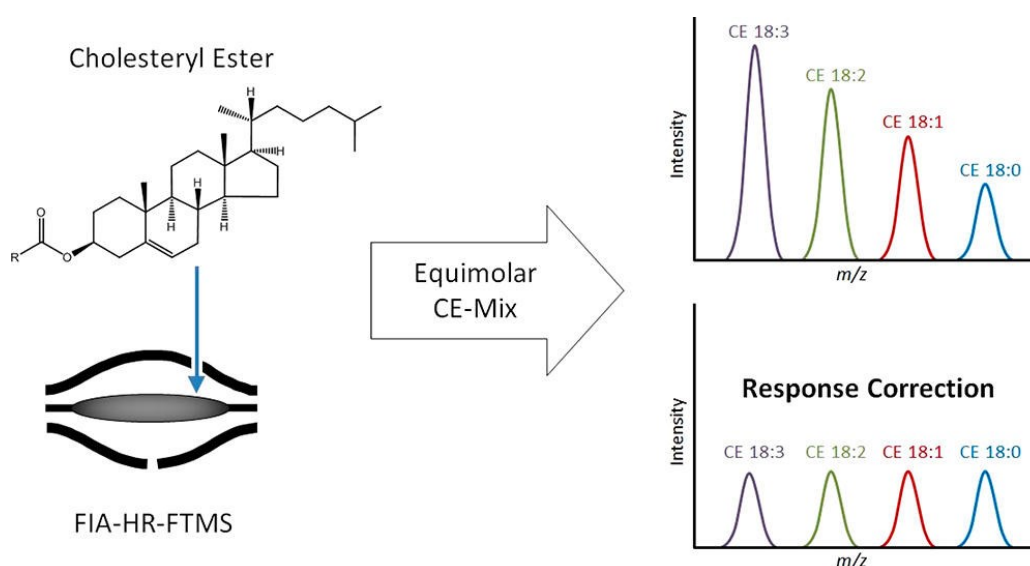 Cholesteryl Ester
H
H
H
H
H
O
O
R
FIA-HR-FTMS
Equimolar
CE-Mix
Intensity
CE 18:3
CE 18:2
CE 18:1
CE 18:0
m/z
Response Correction
Intensity
CE 18:3 CE 18:2 CE 18:1 CE 18:0
m/z